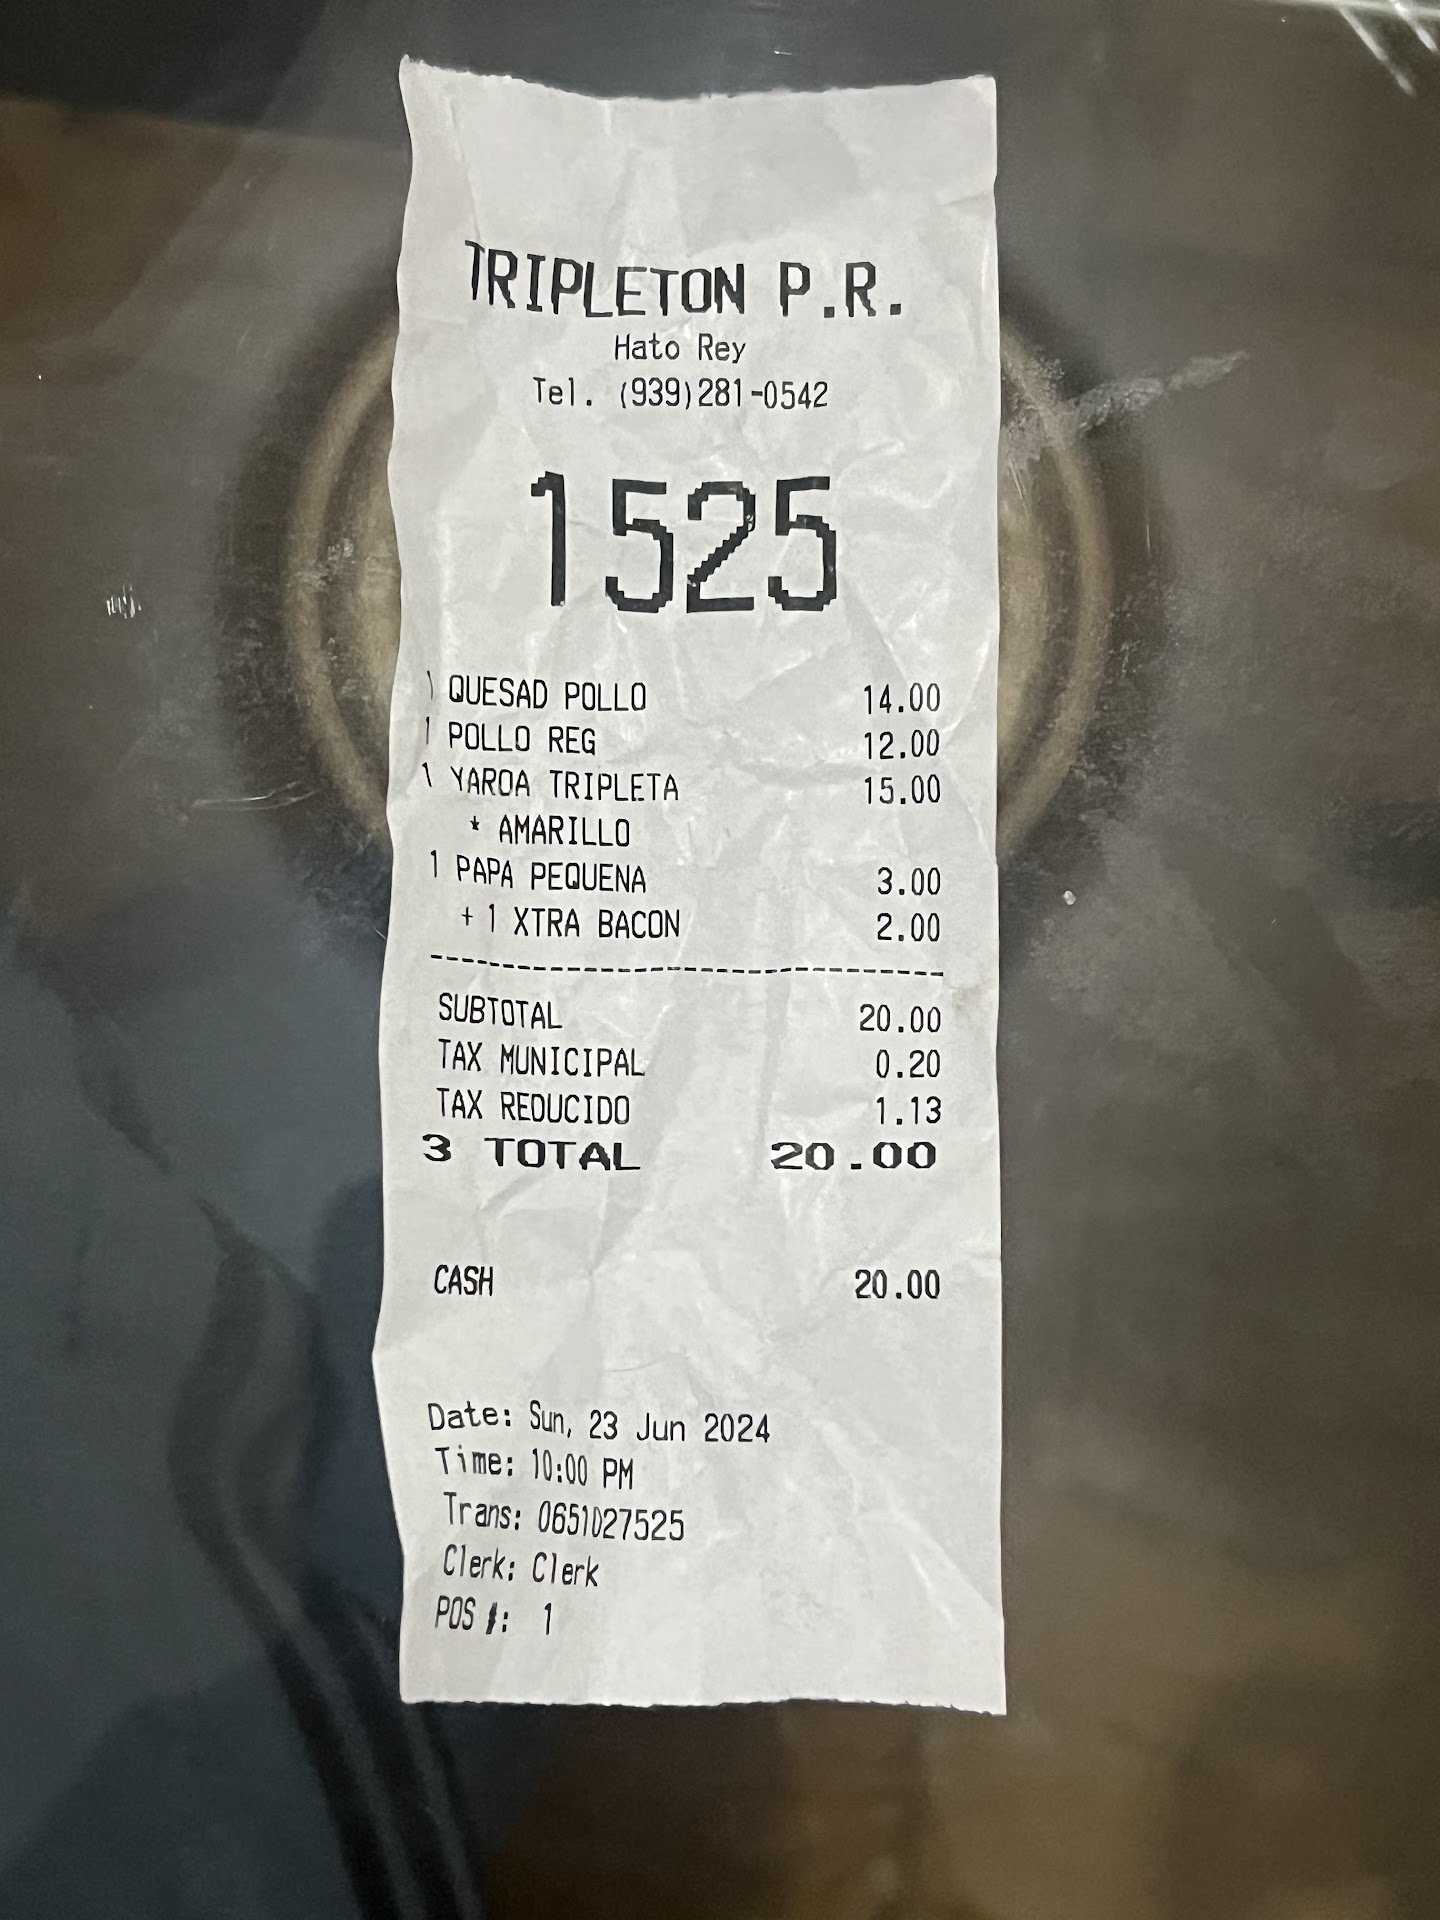 TRIPLETON P.R.
Hato Rey
Tel. (939)281-0542
1525
1 QUESAD POLLO 14.00
1 POLLO REG 12.00
1 YAROA TRIPLETA 15.00
* AMARILLO
1 PAPA PEQUENA 3.00
+ 1 XTRA BACON 2.00
--------------------------------
SUBTOTAL 20.00
TAX MUNICIPAL 0.20
TAX REDUCIDO 1.13
3 TOTAL 20.00
CASH 20.00
Date: Sun, 23 Jun 2024
Time: 10:00 PM
Trans: 0651027525
Clerk: Clerk
POS #: 1